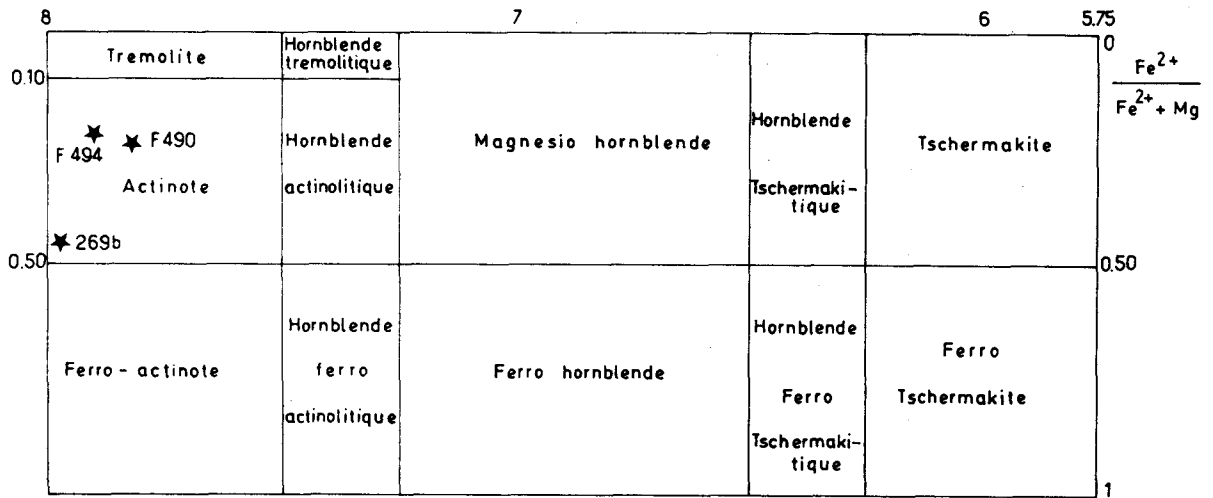 8 7 6 5.75
Tremolite
Hornblende
tremolitique
0
Fe2+
Fe2+ + Mg
0.10
F 494
F 490
Actinote
Hornblende
actinolitique
Magnesio hornblende
Hornblende
Tschermaki-
tique
Tschermakite
269b
0.50
0.50
Ferro-actinote
Hornblende
ferro
actinolitique
Ferro hornblende
Hornblende
Ferro
Tschermaki-
tique
Ferro
Tschermakite
1